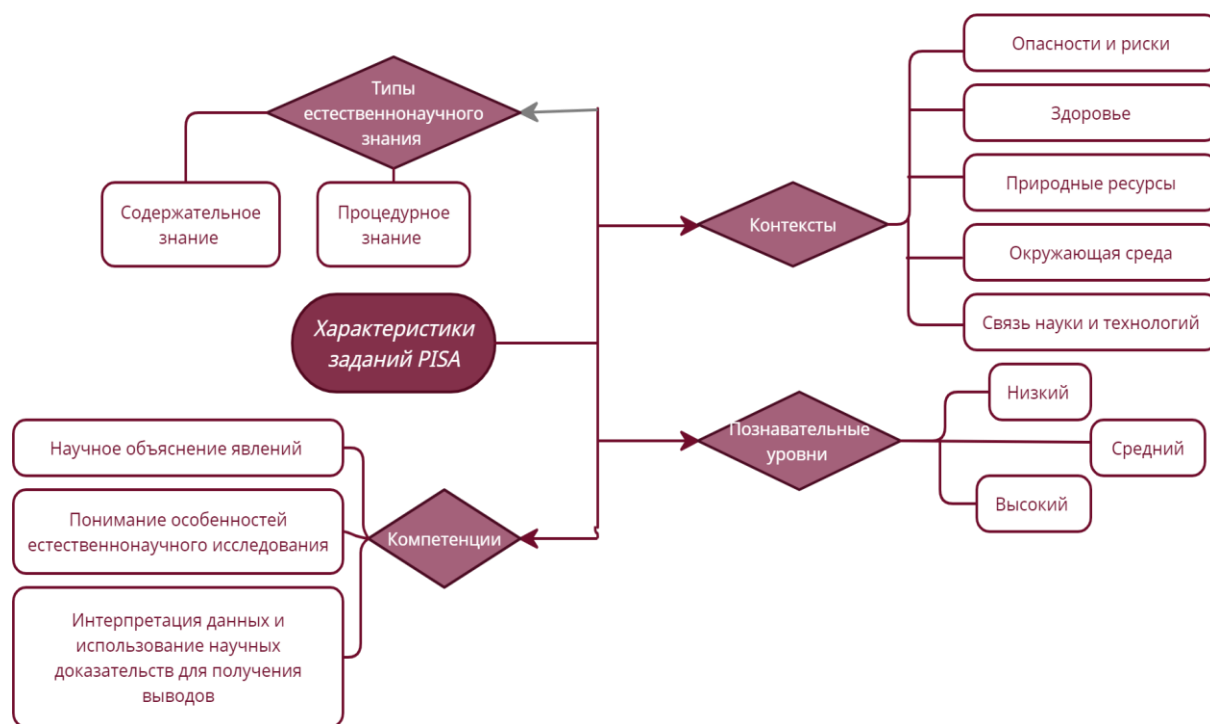 Типы
естественнонаучного
знания
Содержательное
знание
Процедурное
знание
Характеристики
заданий PISA
Контексты
Опасности и риски
Здоровье
Природные ресурсы
Окружающая среда
Связь науки и технологий
Познавательные
уровни
Низкий
Средний
Высокий
Компетенции
Научное объяснение явлений
Понимание особенностей
естественнонаучного исследования
Интерпретация данных и
использование научных
доказательств для получения
выводов